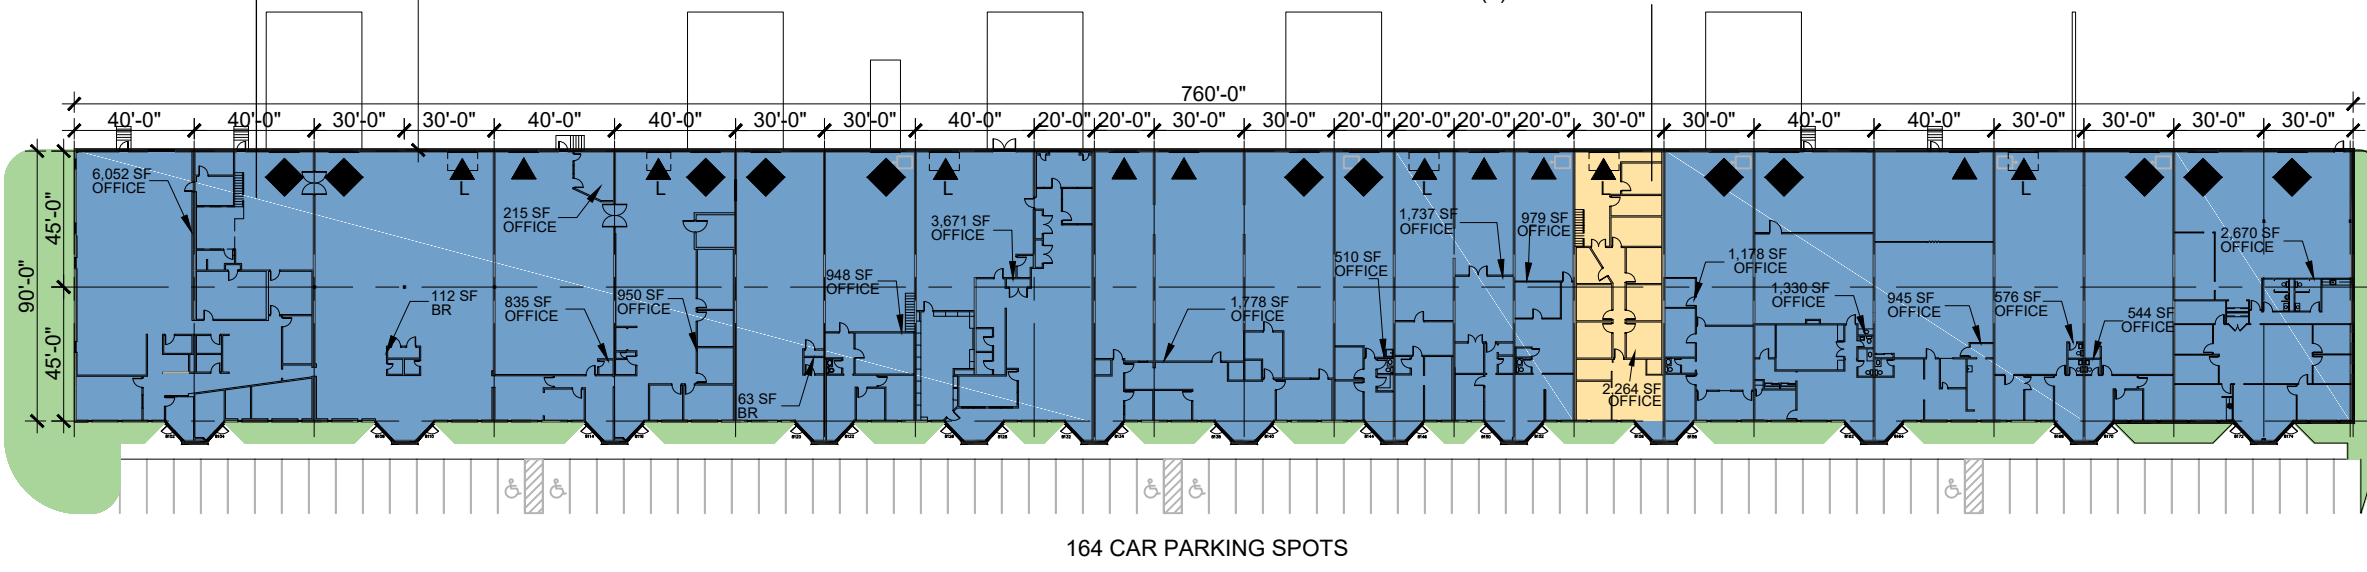 760'-0"
40'-0" 40'-0" 30'-0" 30'-0" 40'-0" 40'-0" 30'-0" 30'-0" 40'-0" 20'-0" 20'-0" 30'-0" 30'-0" 20'-0" 20'-0" 20'-0" 20'-0" 30'-0" 30'-0" 40'-0" 40'-0" 30'-0" 30'-0" 30'-0" 30'-0"
90'-0"
45'-0"
45'-0"
6,052 SF
OFFICE
L
L
L
L
L
L
215 SF
OFFICE
3,671 SF
OFFICE
1,737 SF
OFFICE
979 SF
OFFICE
2,670 SF
OFFICE
112 SF
BR
835 SF
OFFICE
950 SF
OFFICE
948 SF
OFFICE
1,778 SF
OFFICE
510 SF
OFFICE
1,178 SF
OFFICE
1,330 SF
OFFICE
945 SF
OFFICE
576 SF
OFFICE
544 SF
OFFICE
63 SF
BR
2,264 SF
OFFICE
164 CAR PARKING SPOTS